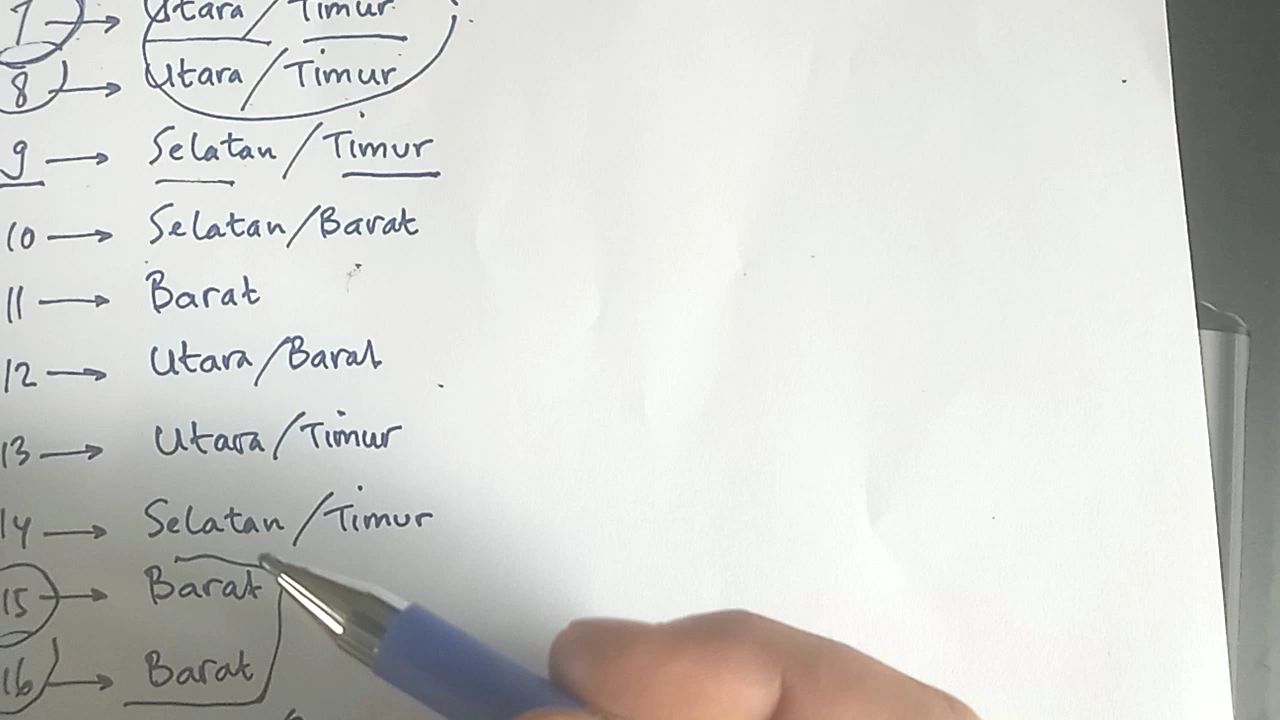 7 → Utara / Timur
8 → Utara / Timur
9 → Selatan / Timur
10 → Selatan / Barat
11 → Barat
12 → Utara / Barat
13 → Utara / Timur
14 → Selatan / Timur
15 → Barat
16 → Barat